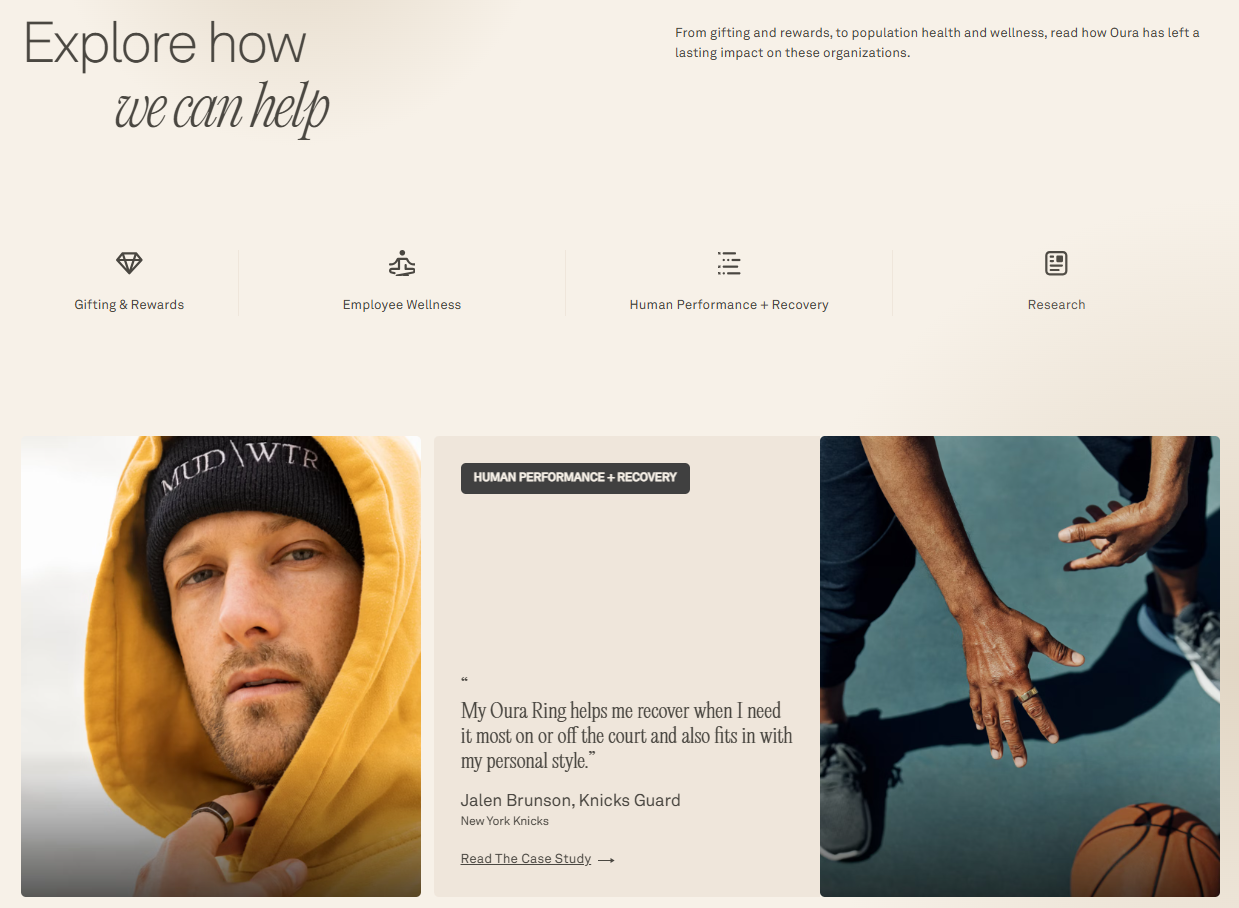 Explore how
we can help
From gifting and rewards, to population health and wellness, read how Oura has left a
lasting impact on these organizations.
Gifting & Rewards
Employee Wellness
Human Performance + Recovery
Research
MUD\WTR
HUMAN PERFORMANCE + RECOVERY
“
My Oura Ring helps me recover when I need
it most on or off the court and also fits in with
my personal style.”
Jalen Brunson, Knicks Guard
New York Knicks
Read The Case Study →